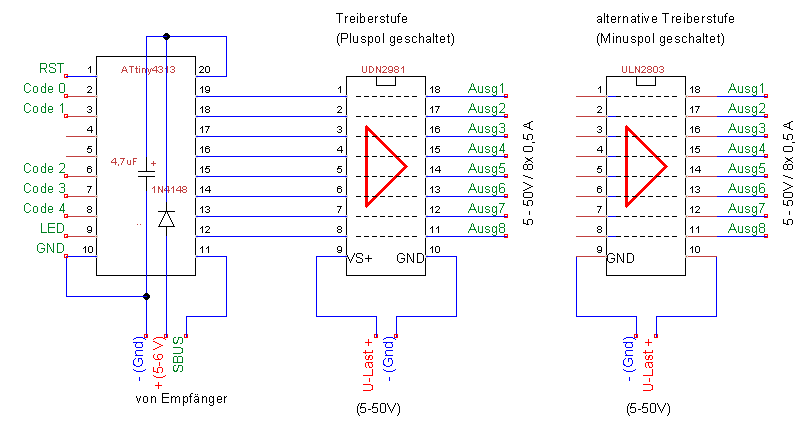 Treiberstufe
(Pluspol geschaltet)
alternative Treiberstufe
(Minuspol geschaltet)
ATtiny4313
UDN2981
ULN2803
RST
Code 0
Code 1
Code 2
Code 3
Code 4
LED
GND
1
2
3
4
5
6
7
8
9
10
20
19
18
17
16
15
14
13
12
11
4,7uF
+
1N4148
- (Gnd)
+ (5-6 V)
SBUS
von Empfänger
1
2
3
4
5
6
7
8
9
VS+
GND
18
17
16
15
14
13
12
11
10
Ausg1
Ausg2
Ausg3
Ausg4
Ausg5
Ausg6
Ausg7
Ausg8
5 - 50V / 8x 0,5 A
U-Last +
- (Gnd)
(5-50V)
1
2
3
4
5
6
7
8
9
GND
18
17
16
15
14
13
12
11
10
Ausg1
Ausg2
Ausg3
Ausg4
Ausg5
Ausg6
Ausg7
Ausg8
5 - 50V / 8x 0,5 A
- (Gnd)
U-Last +
(5-50V)